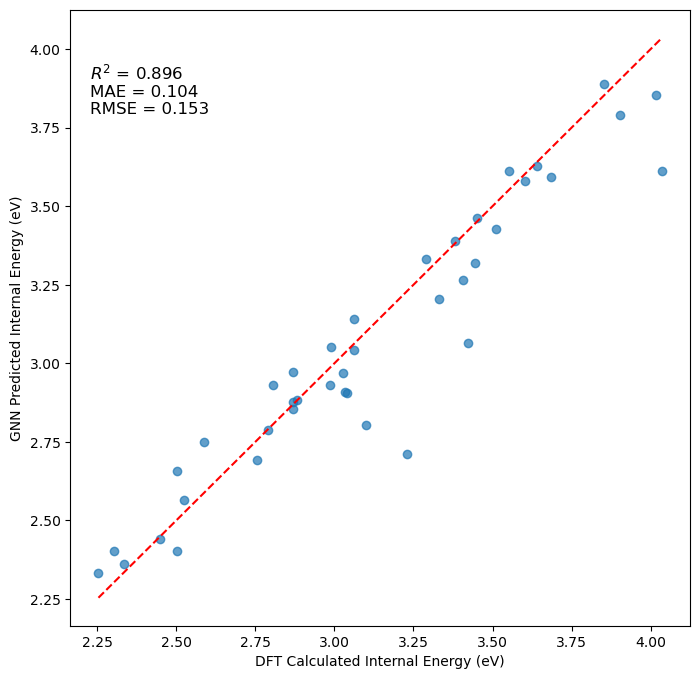 R² = 0.896
MAE = 0.104
RMSE = 0.153
GNN Predicted Internal Energy (eV)
4.00
3.75
3.50
3.25
3.00
2.75
2.50
2.25
2.25 2.50 2.75 3.00 3.25 3.50 3.75 4.00
DFT Calculated Internal Energy (eV)